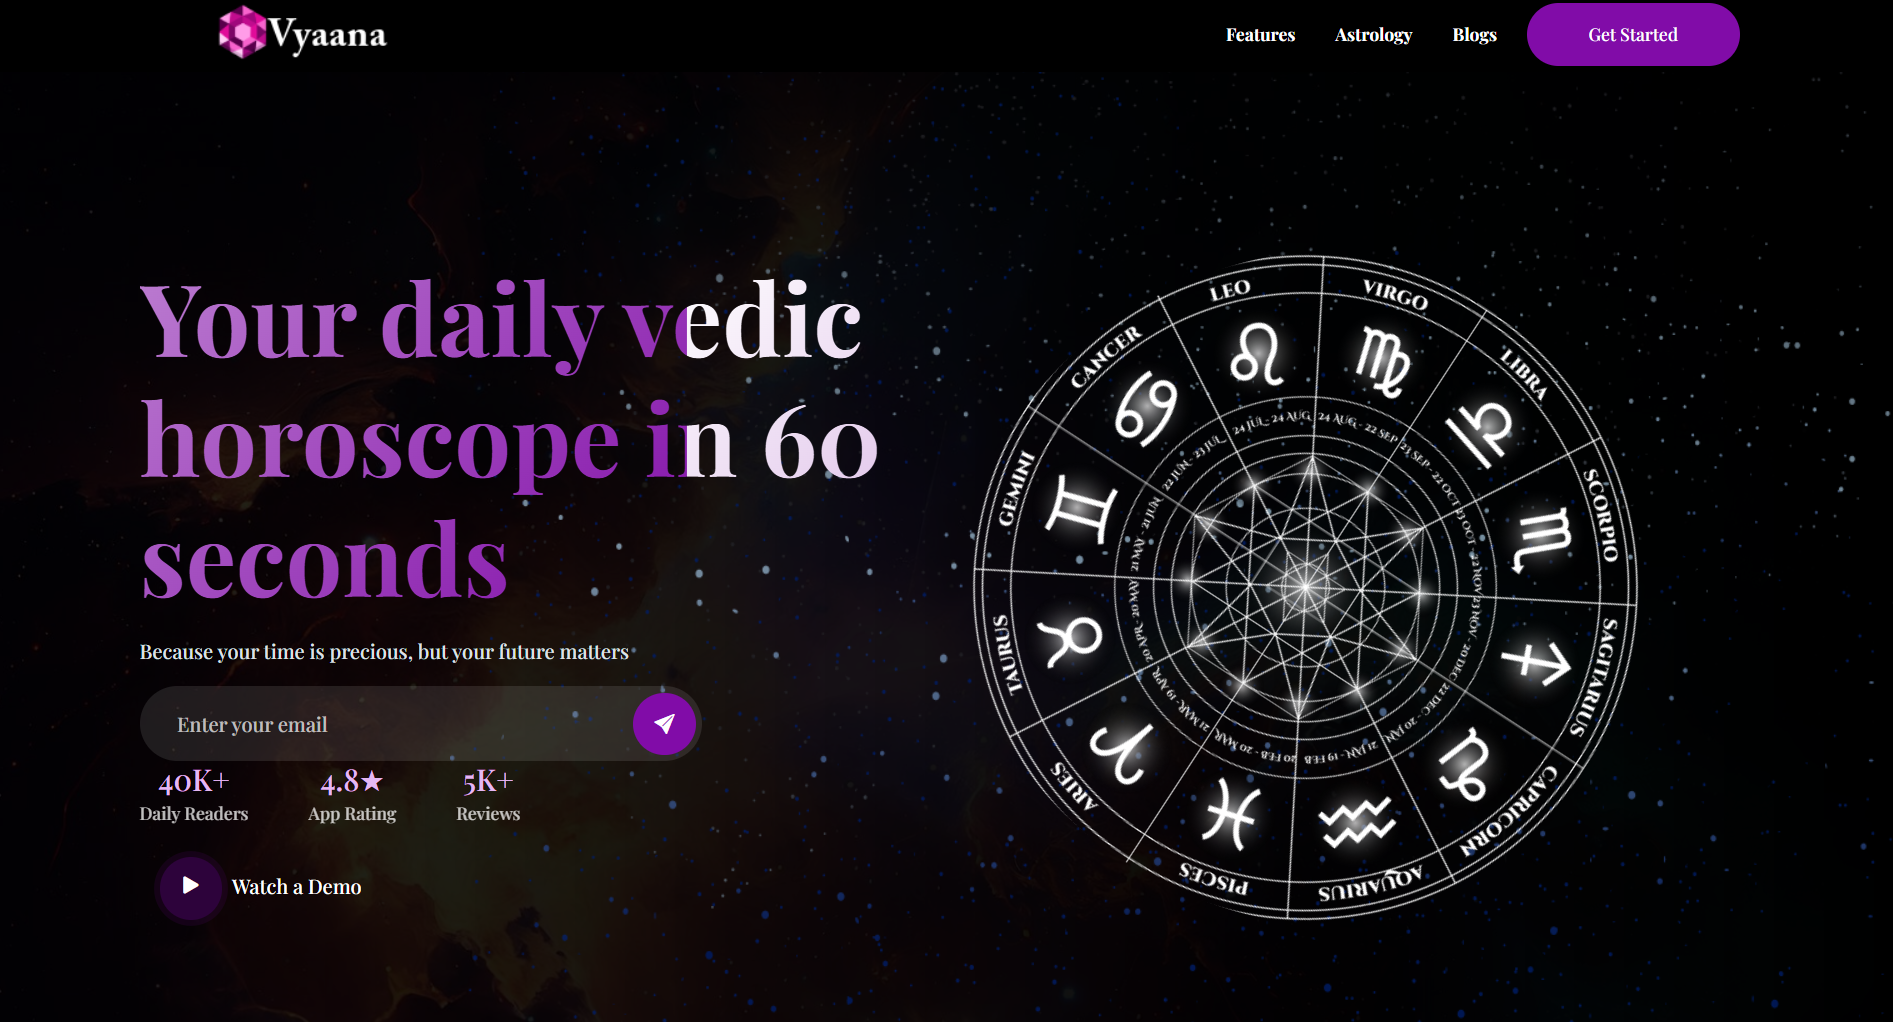 Vyaana
Features
Astrology
Blogs
Get Started
Your daily vedic
horoscope in 60
seconds
Because your time is precious, but your future matters
Enter your email
40K+
Daily Readers
4.8★
App Rating
5K+
Reviews
Watch a Demo
LEO
VIRGO
LIBRA
SCORPIO
SAGITARIUS
CAPRICORN
AQUARIUS
PISCES
ARIES
TAURUS
GEMINI
CANCER
24 JUL - 24 AUG
24 AUG - 22 SEP
23 SEP - 22 OCT
23 OCT - 22 NOV
23 NOV - 20 DEC
22 DEC - 20 JAN
21 JAN - 19 FEB
20 FEB - 20 MAR
21 MAR - 19 APR
20 APR - 20 MAY
21 MAY - 21 JUN
22 JUN - 23 JUL